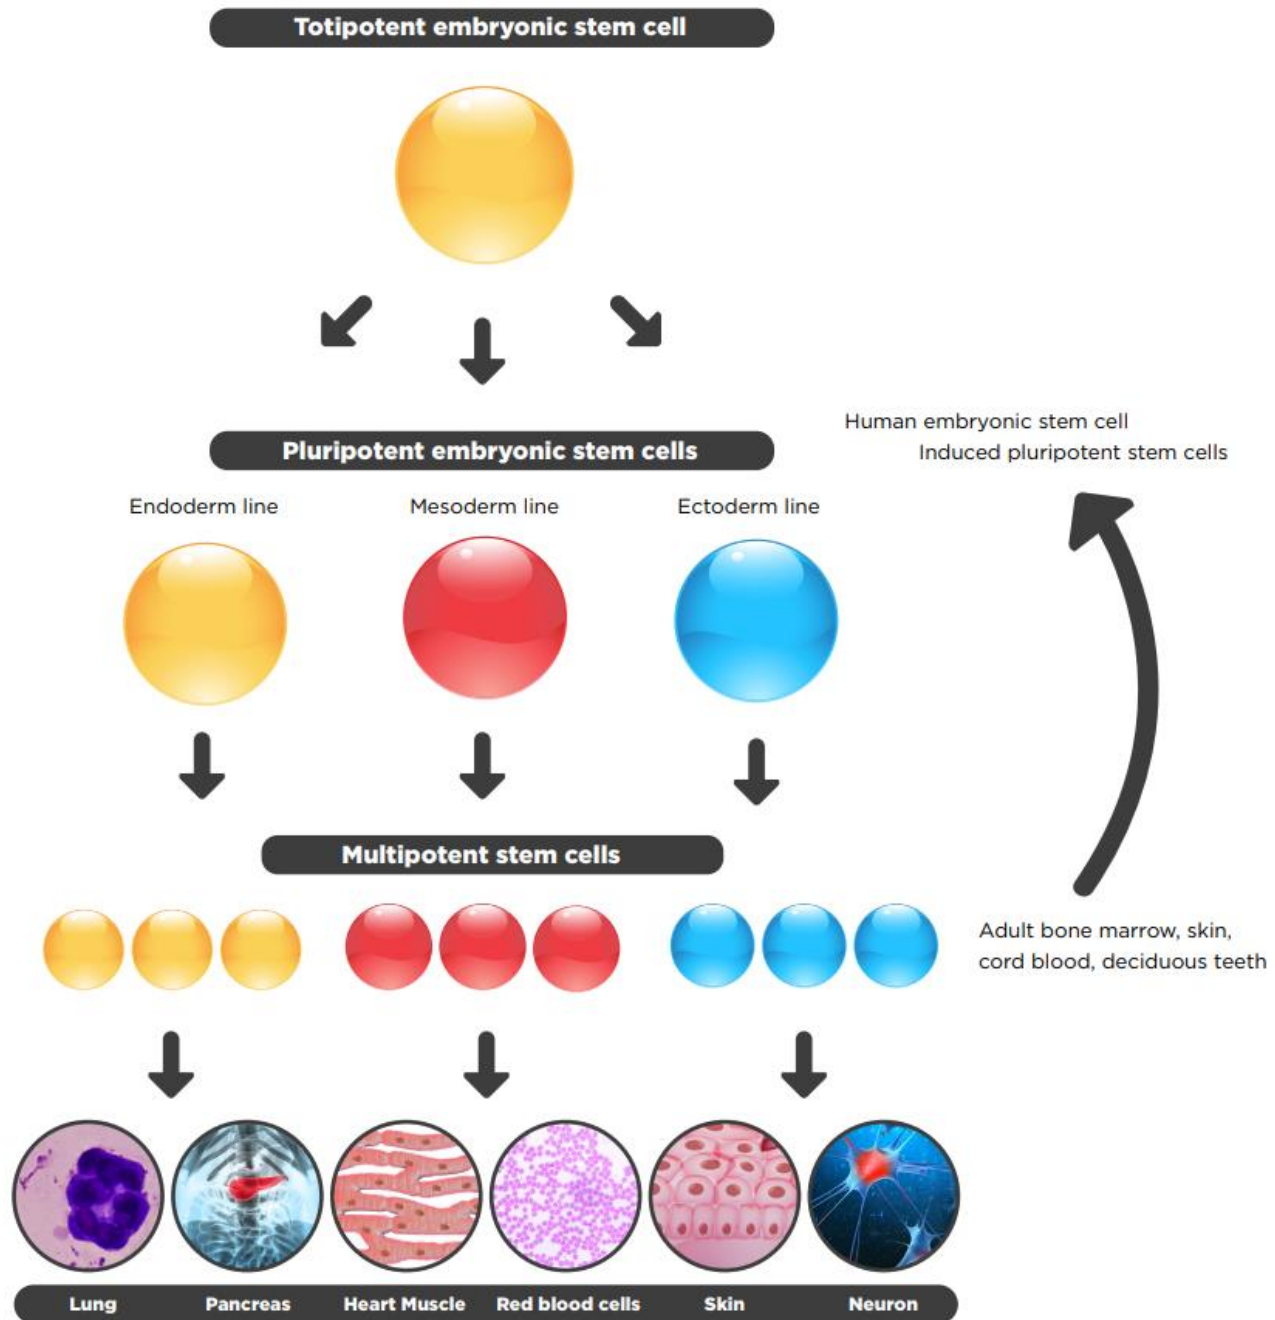 Totipotent embryonic stem cell
Human embryonic stem cell
Induced pluripotent stem cells
Pluripotent embryonic stem cells
Endoderm line
Mesoderm line
Ectoderm line
Multipotent stem cells
Adult bone marrow, skin,
cord blood, deciduous teeth
Lung
Pancreas
Heart Muscle
Red blood cells
Skin
Neuron